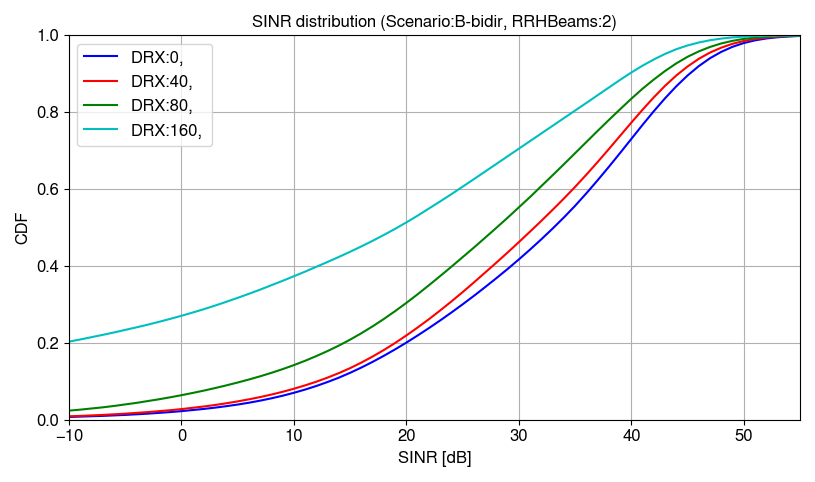 SINR distribution (Scenario:B-bidir, RRHBeams:2)
DRX:0,
DRX:40,
DRX:80,
DRX:160,
1.0
0.8
0.6
0.4
0.2
0.0
CDF
−10
0
10
20
30
40
50
SINR [dB]